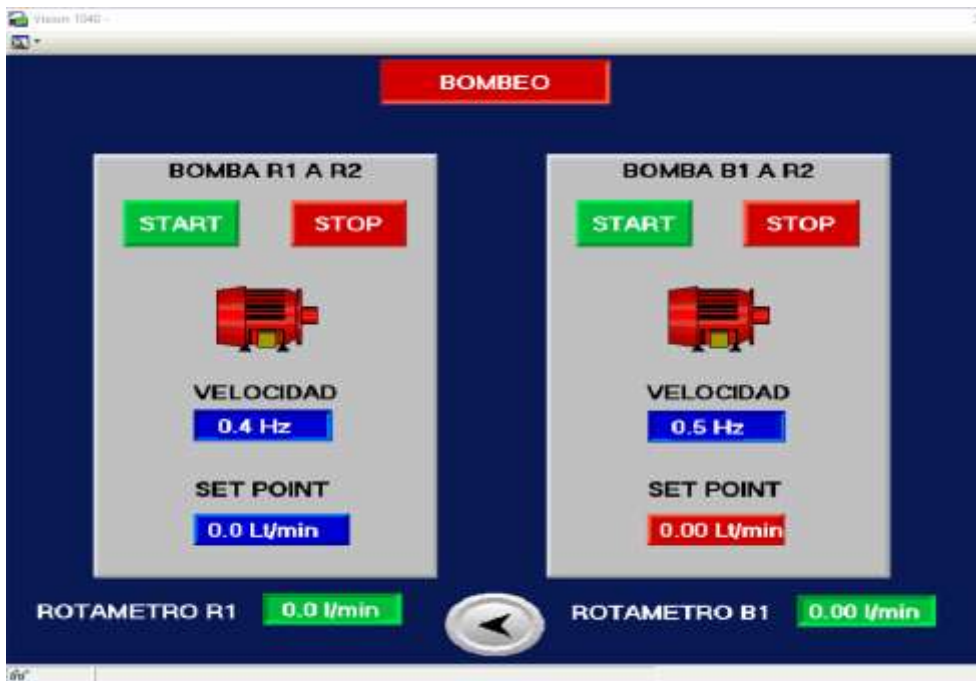 Vision 1040 -
BOMBEO
BOMBA R1 A R2
START STOP
VELOCIDAD
0.4 Hz
SET POINT
0.0 Lt/min
BOMBA B1 A R2
START STOP
VELOCIDAD
0.5 Hz
SET POINT
0.00 Lt/min
ROTAMETRO R1 0.0 l/min
ROTAMETRO B1 0.00 l/min